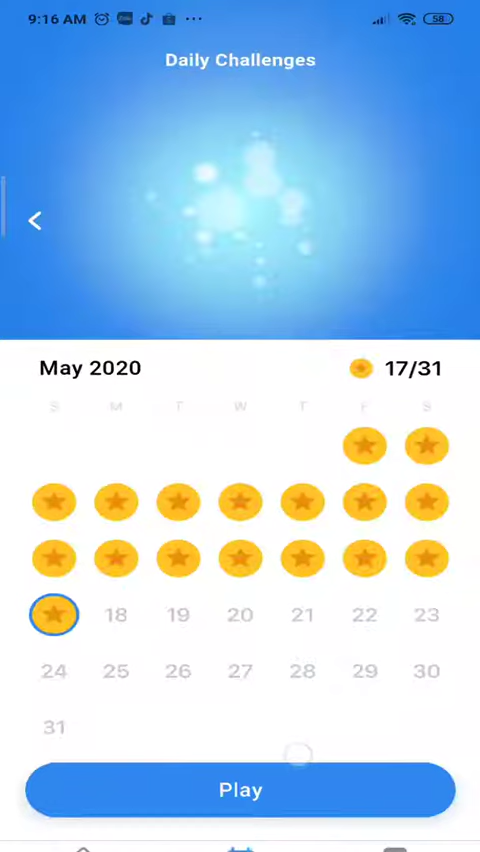 9:16 AM ... 58
Daily Challenges
May 2020 17/31
S M T W T F S
18 19 20 21 22 23
24 25 26 27 28 29 30
31
Play